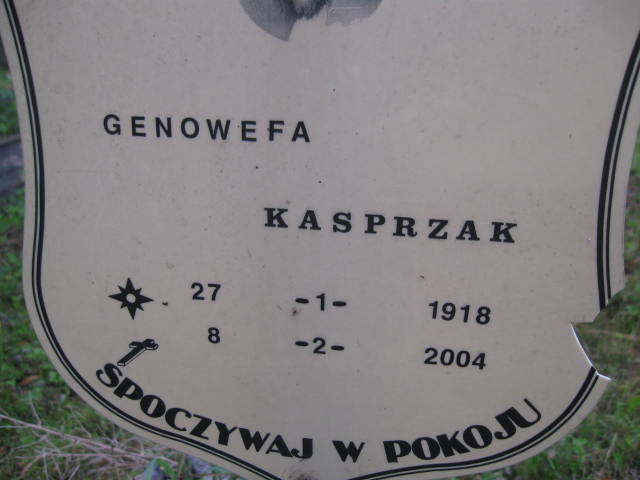 GENOWEFA
KASPRZAK
27 -1- 1918
8 -2- 2004
SPOCZYWAJ W POKOJU